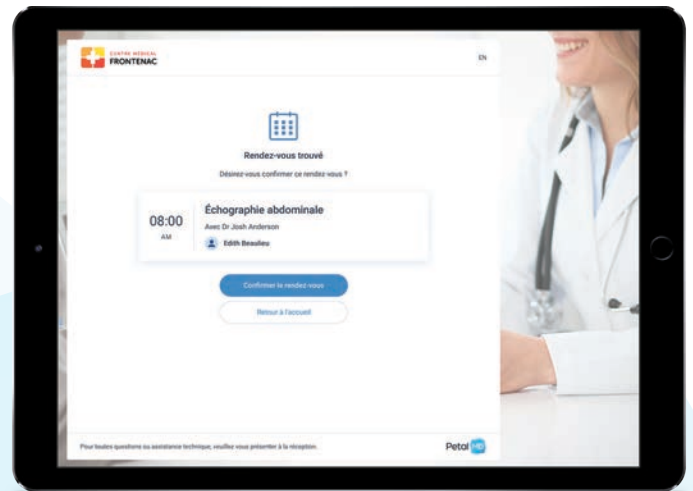 CENTRE MÉDICAL
FRONTENAC
EN
Rendez-vous trouvé
Désirez-vous confirmer ce rendez-vous ?
08:00
AM
Échographie abdominale
Avec Dr Josh Anderson
Edith Beaulieu
Confirmer le rendez-vous
Retour à l'accueil
Pour toutes questions ou assistance technique, veuillez vous présenter à la réception.
Petal MD